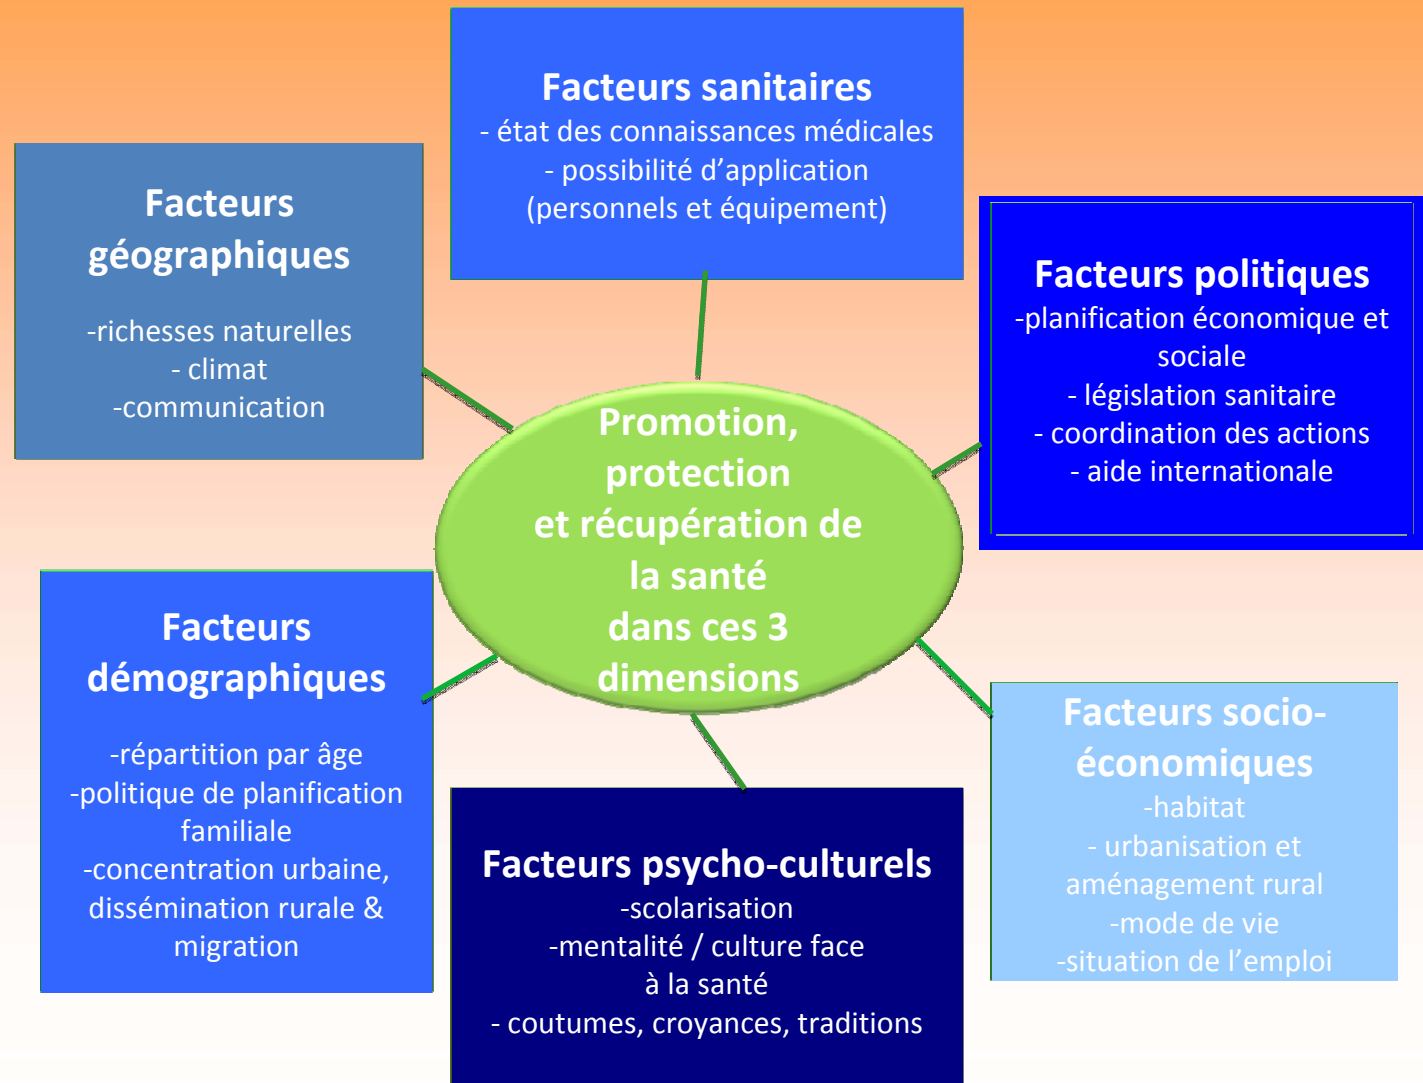 Facteurs sanitaires
- état des connaissances médicales
- possibilité d’application
(personnels et équipement)
Facteurs
géographiques
-richesses naturelles
- climat
-communication
Facteurs politiques
-planification économique et
sociale
- législation sanitaire
- coordination des actions
- aide internationale
Promotion,
protection
et récupération de
la santé
dans ces 3
dimensions
Facteurs
démographiques
-répartition par âge
-politique de planification
familiale
-concentration urbaine,
dissémination rurale &
migration
Facteurs psycho-culturels
-scolarisation
-mentalité / culture face
à la santé
- coutumes, croyances, traditions
Facteurs socio-
économiques
-habitat
- urbanisation et
aménagement rural
-mode de vie
-situation de l’emploi